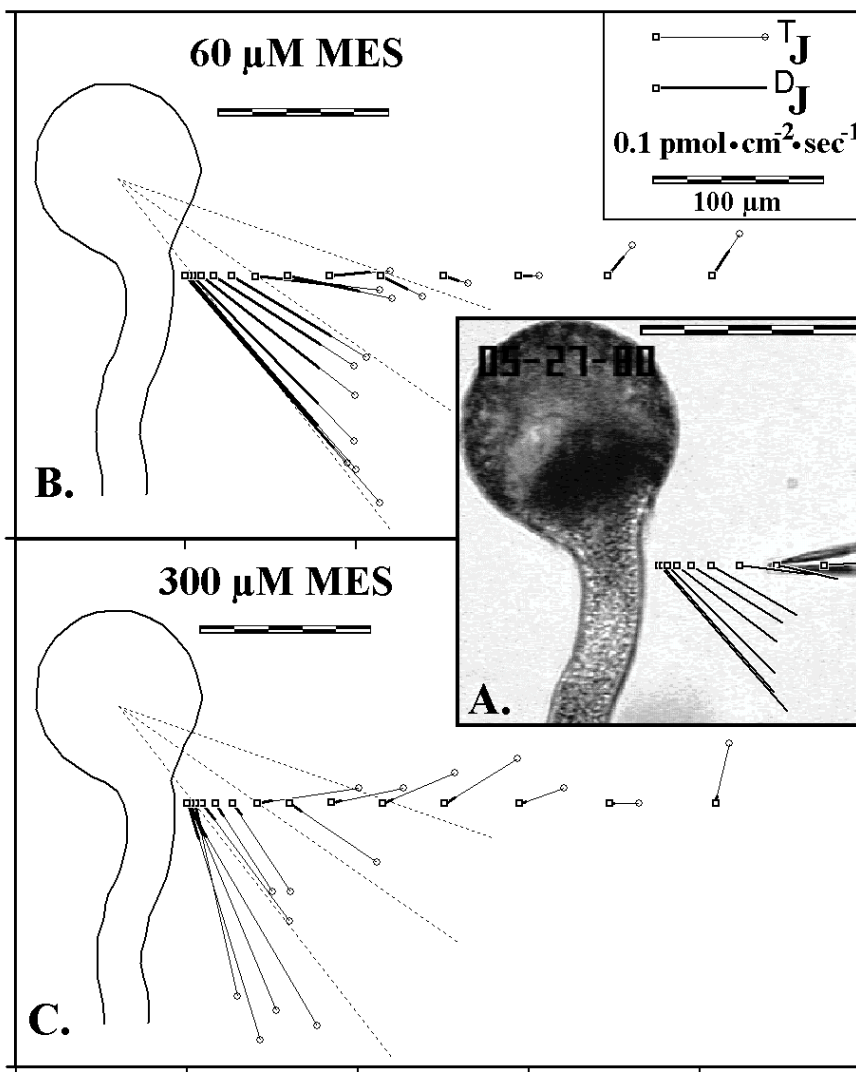 60 µM MES
ᵀJ
ᴰJ
0.1 pmol•cm⁻²•sec⁻¹
100 µm
B.
05-27-80
A.
300 µM MES
C.